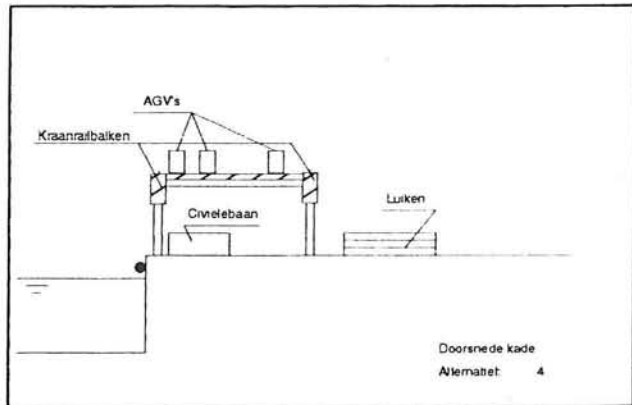 AGV's
Kraanrailbalken
Civielebaan
Luiken
Doorsnede kade
Alternatief: 4